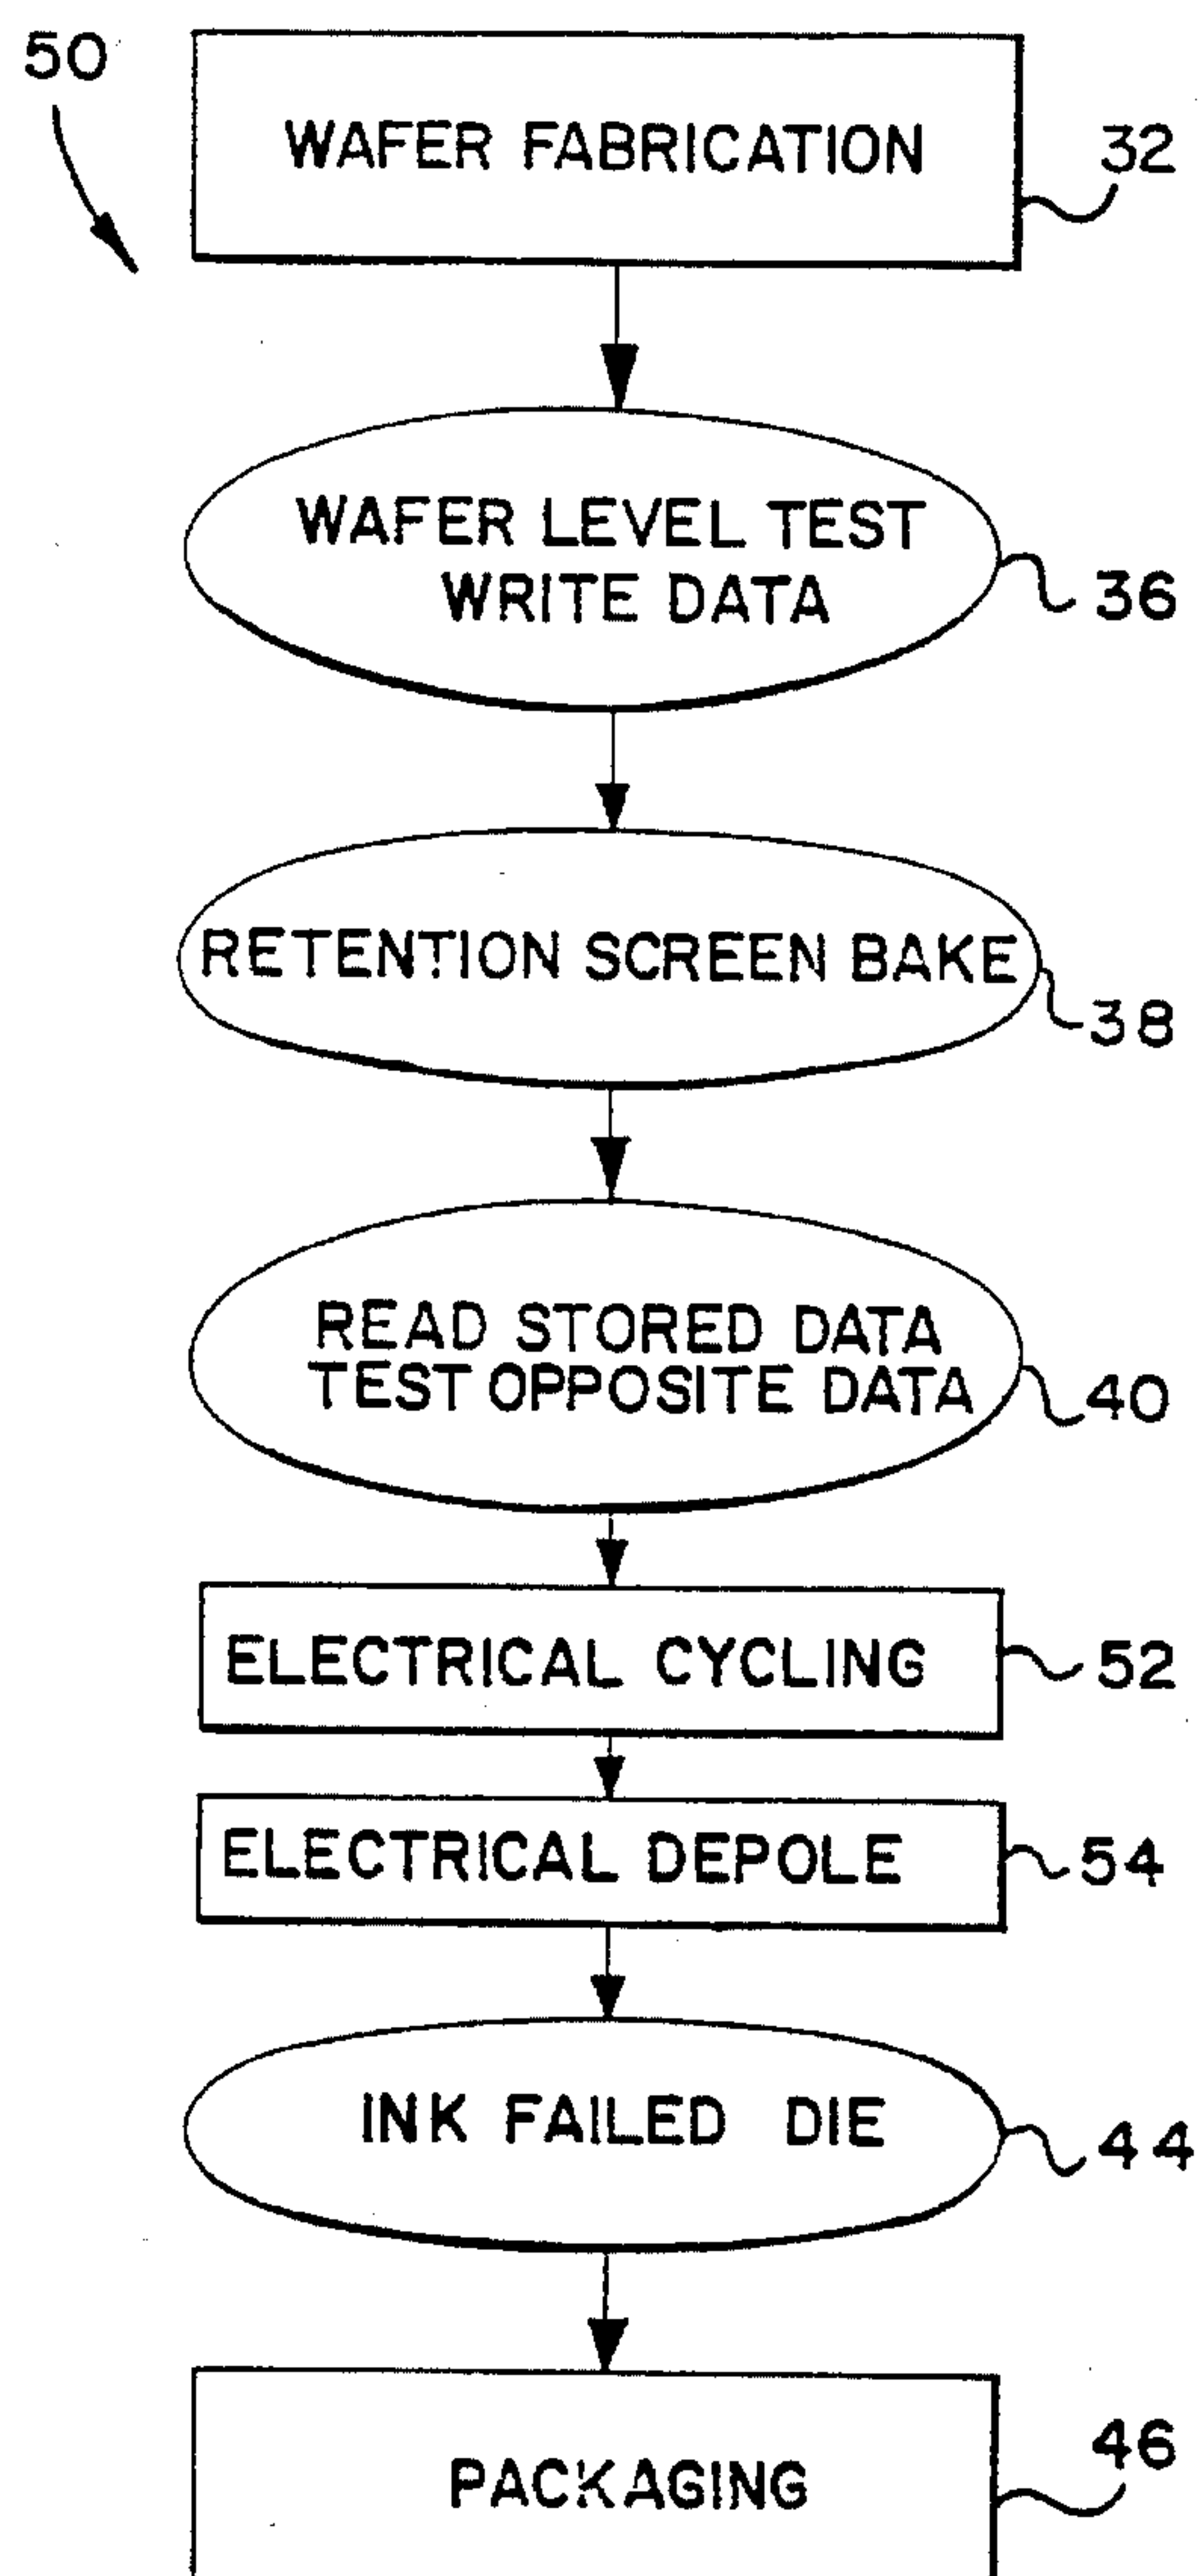 50
WAFER FABRICATION
32
WAFER LEVEL TEST
WRITE DATA
36
RETENTION SCREEN BAKE
38
READ STORED DATA
TEST OPPOSITE DATA
40
ELECTRICAL CYCLING
52
ELECTRICAL DEPOLE
54
INK FAILED DIE
44
PACKAGING
46